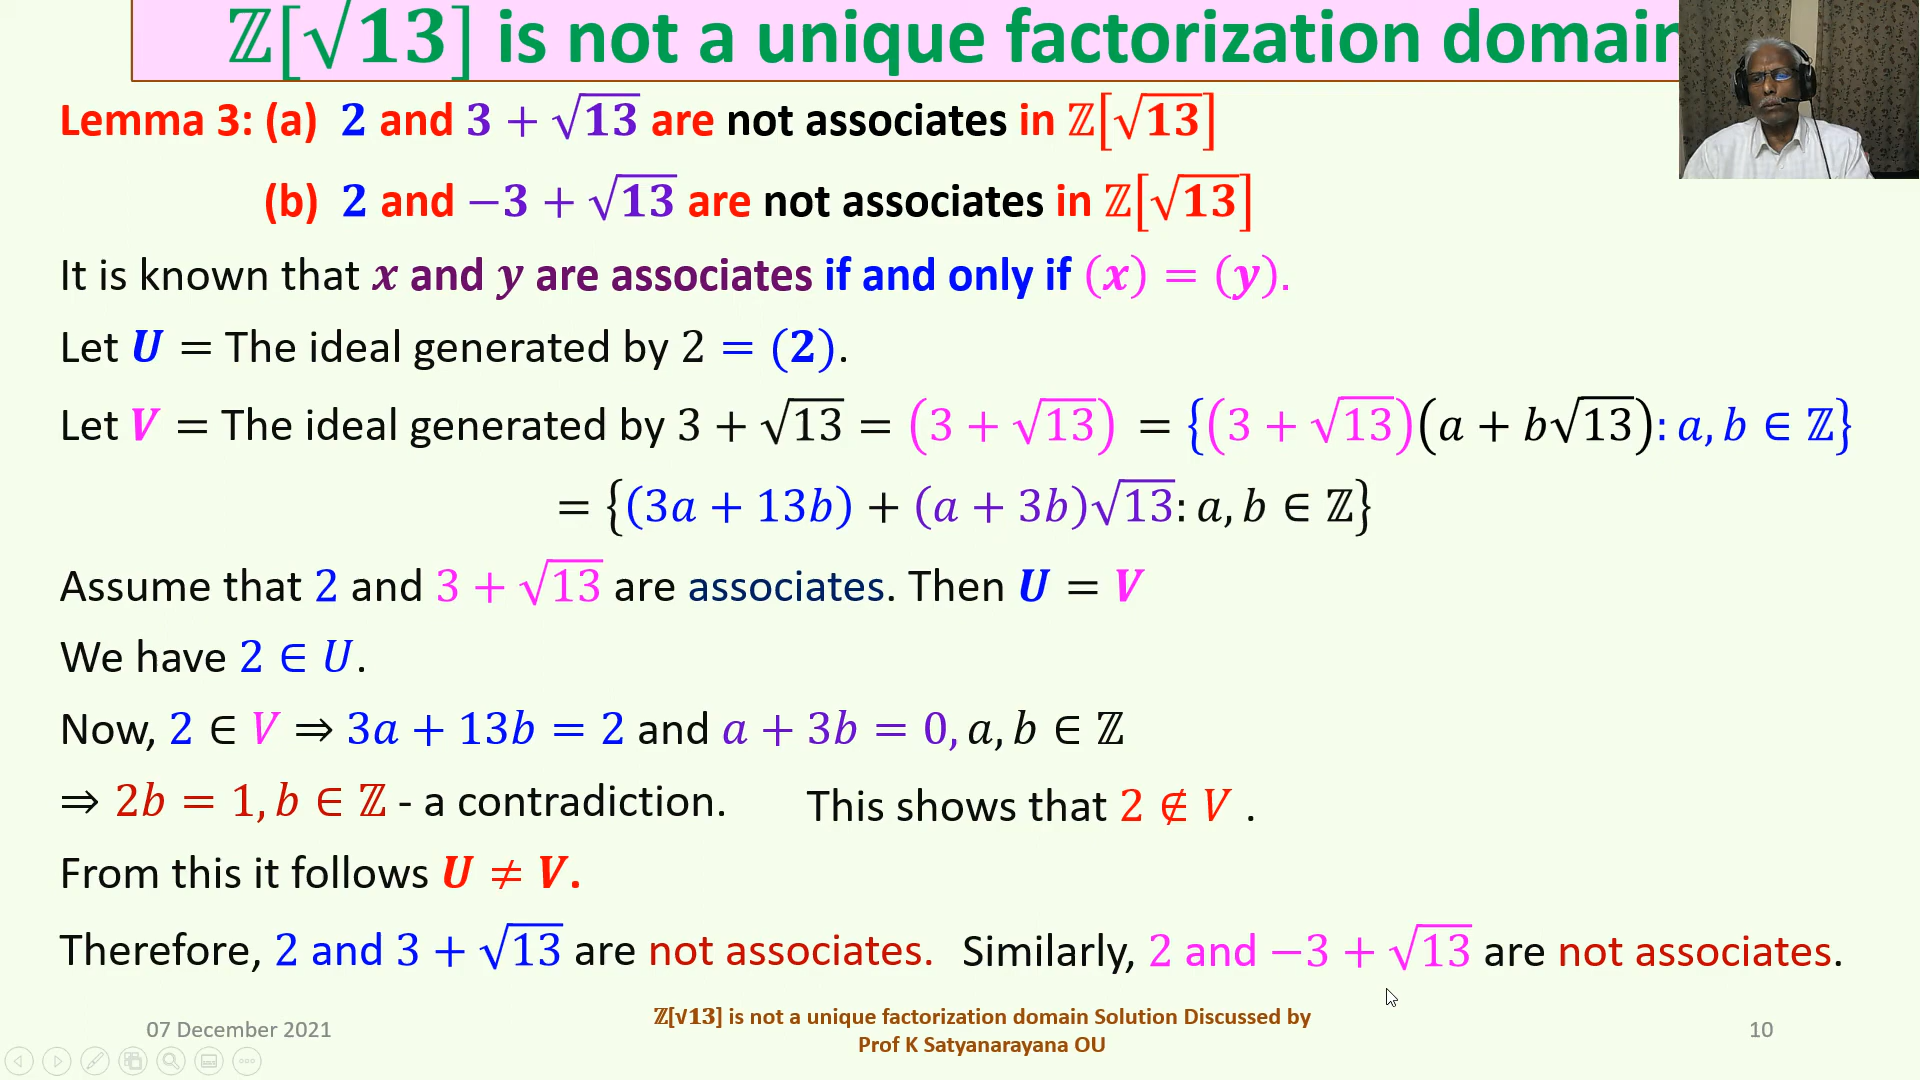 ℤ[√13] is not a unique factorization domain
Lemma 3: (a) 2 and 3 + √13 are not associates in ℤ[√13]
(b) 2 and −3 + √13 are not associates in ℤ[√13]
It is known that x and y are associates if and only if (x) = (y).
Let U = The ideal generated by 2 = (2).
Let V = The ideal generated by 3 + √13 = (3 + √13) = {(3 + √13)(a + b√13): a, b ∈ ℤ}
= {(3a + 13b) + (a + 3b)√13: a, b ∈ ℤ}
Assume that 2 and 3 + √13 are associates. Then U = V
We have 2 ∈ U.
Now, 2 ∈ V ⇒ 3a + 13b = 2 and a + 3b = 0, a, b ∈ ℤ
⇒ 2b = 1, b ∈ ℤ - a contradiction. This shows that 2 ∉ V .
From this it follows U ≠ V.
Therefore, 2 and 3 + √13 are not associates. Similarly, 2 and −3 + √13 are not associates.
07 December 2021
ℤ[√13] is not a unique factorization domain Solution Discussed by
Prof K Satyanarayana OU
10